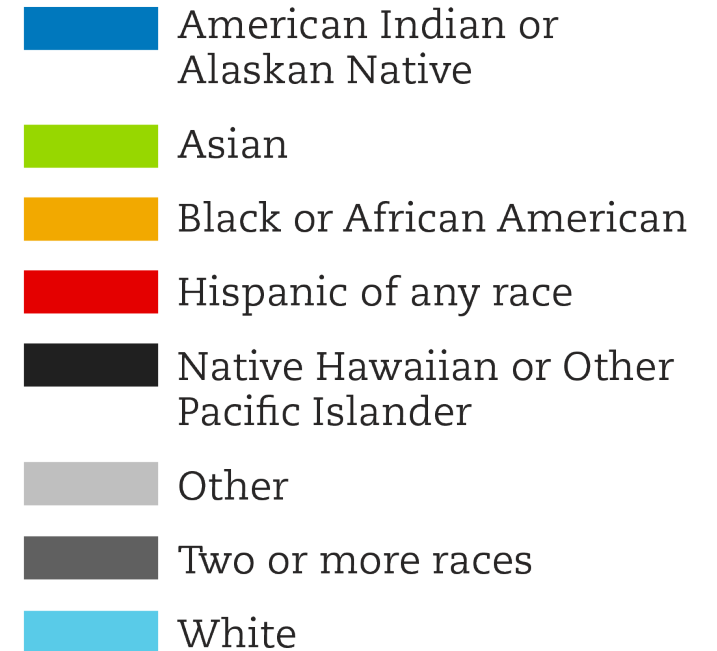 American Indian or
Alaskan Native
Asian
Black or African American
Hispanic of any race
Native Hawaiian or Other
Pacific Islander
Other
Two or more races
White